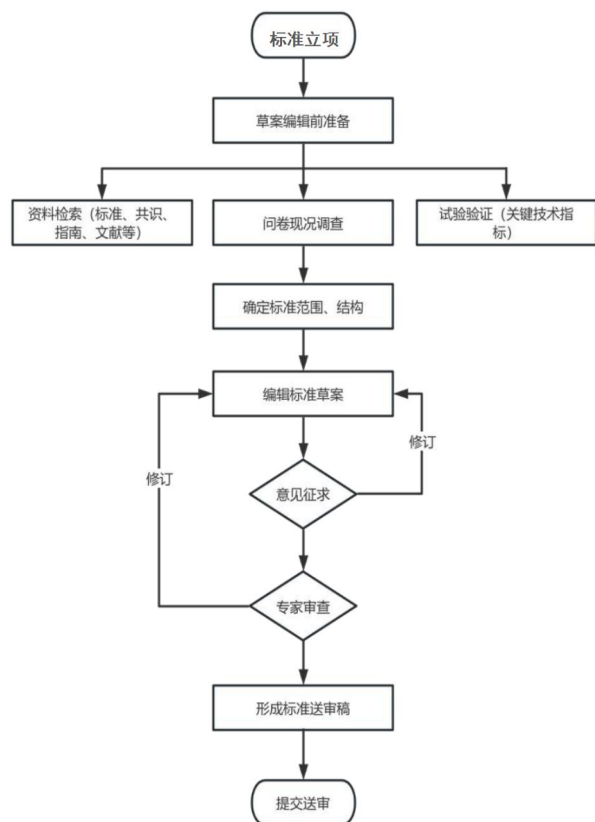 标准立项
草案编辑前准备
资料检索（标准、共识、
指南、文献等）
问卷现况调查
试验验证（关键技术指
标）
确定标准范围、结构
编辑标准草案
修订
修订
意见征求
专家审查
形成标准送审稿
提交送审